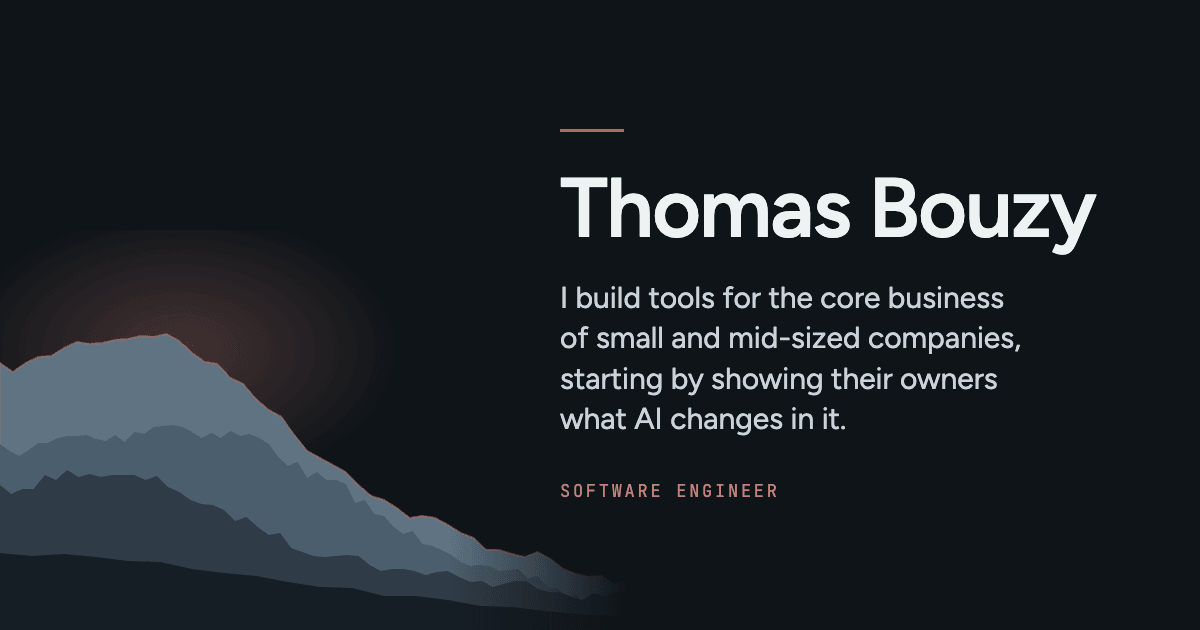 Thomas Bouzy
I build tools for the core business
of small and mid-sized companies,
starting by showing their owners
what AI changes in it.
SOFTWARE ENGINEER